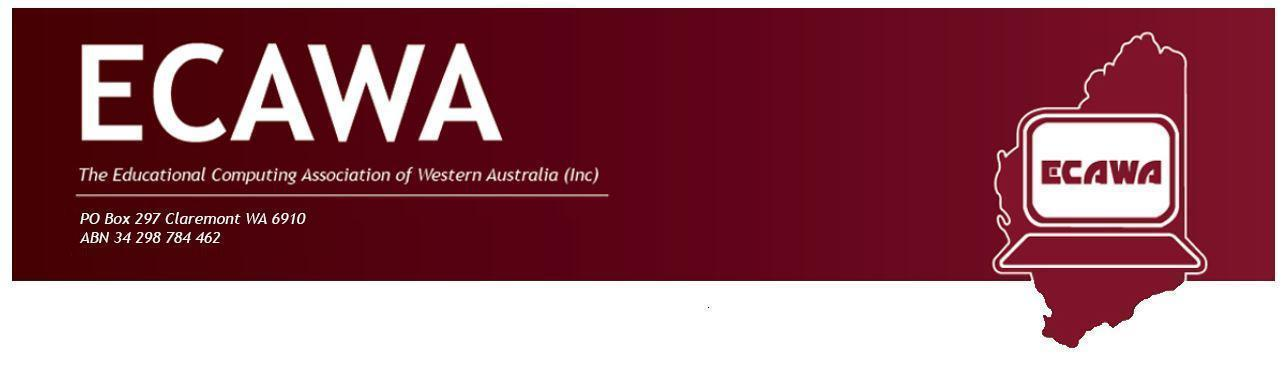 ECAWA
The Educational Computing Association of Western Australia (Inc)
PO Box 297 Claremont WA 6910
ABN 34 298 784 462
ECAWA